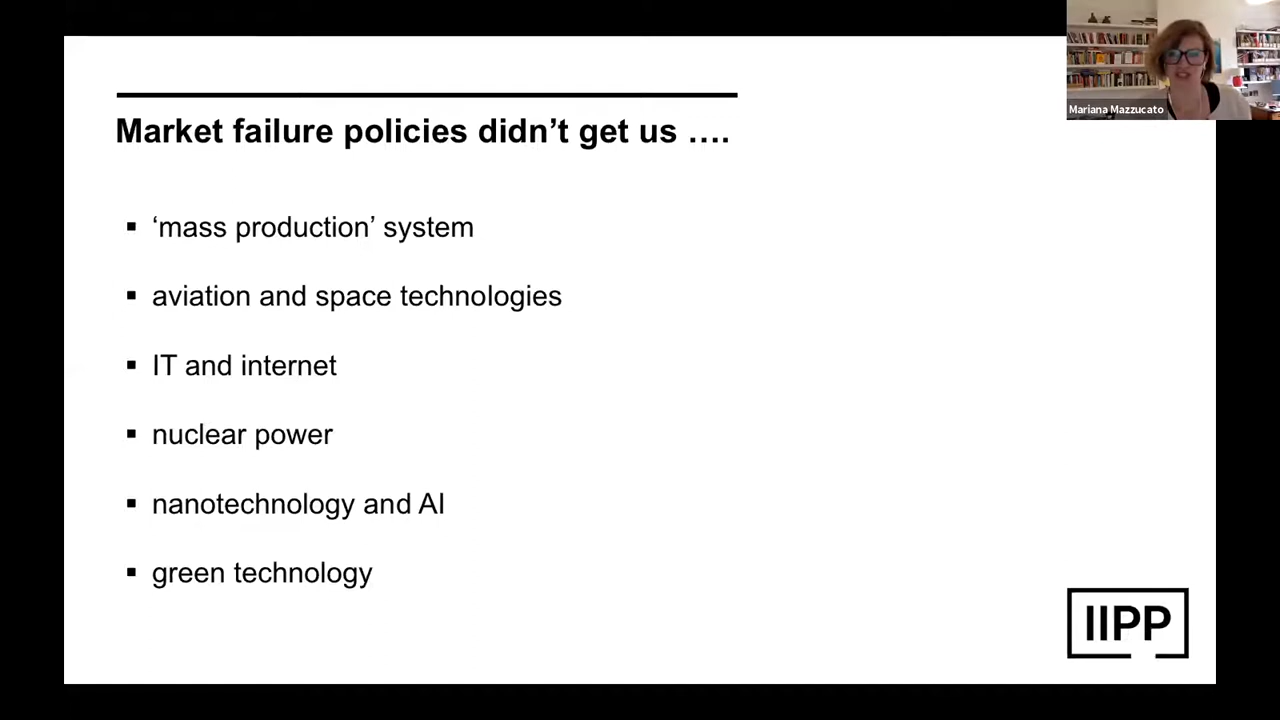 Mariana Mazzucato
Market failure policies didn’t get us ….
‘mass production’ system
aviation and space technologies
IT and internet
nuclear power
nanotechnology and AI
green technology
IIPP